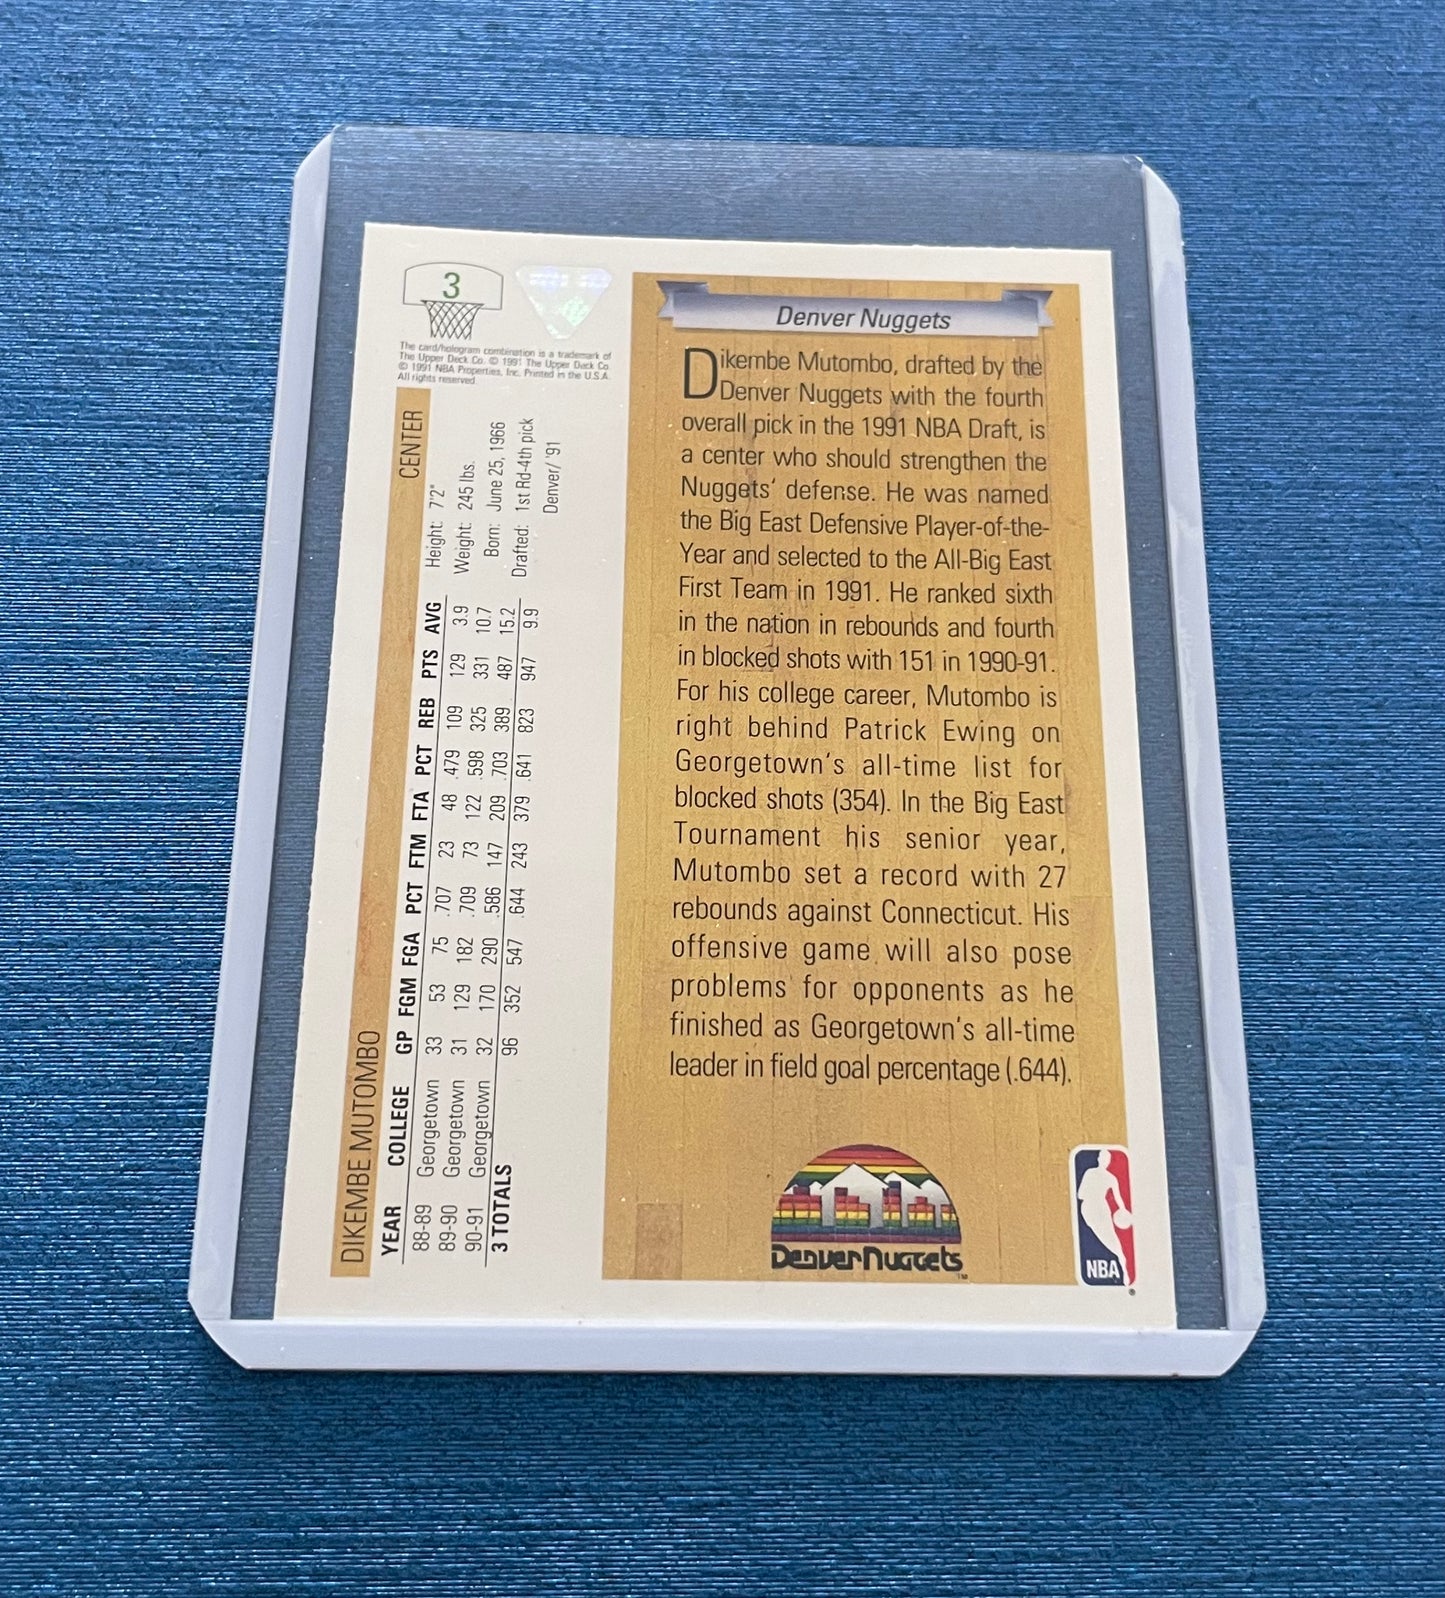 3
The card/hologram combination is a trademark of
The Upper Deck Co. © 1991 The Upper Deck Co.
© 1991 NBA Properties, Inc. Printed in the U.S.A.
All rights reserved.
DIKEMBE MUTOMBO CENTER
YEAR COLLEGE GP FGM FGA PCT FTM FTA PCT REB PTS AVG
88-89 Georgetown 33 53 75 .707 23 48 .479 109 129 3.9
89-90 Georgetown 31 129 182 .709 73 122 .598 325 331 10.7
90-91 Georgetown 32 170 290 .586 147 209 .703 389 487 15.2
3 TOTALS 96 352 547 .644 243 379 .641 823 947 9.9
Height: 7'2"
Weight: 245 lbs.
Born: June 25, 1966
Drafted: 1st Rd-4th pick
Denver/ '91
Denver Nuggets
Dikembe Mutombo, drafted by the
Denver Nuggets with the fourth
overall pick in the 1991 NBA Draft, is
a center who should strengthen the
Nuggets' defense. He was named
the Big East Defensive Player-of-the-
Year and selected to the All-Big East
First Team in 1991. He ranked sixth
in the nation in rebounds and fourth
in blocked shots with 151 in 1990-91.
For his college career, Mutombo is
right behind Patrick Ewing on
Georgetown's all-time list for
blocked shots (354). In the Big East
Tournament his senior year,
Mutombo set a record with 27
rebounds against Connecticut. His
offensive game will also pose
problems for opponents as he
finished as Georgetown's all-time
leader in field goal percentage (.644).
Denver Nuggets TM
NBA ®